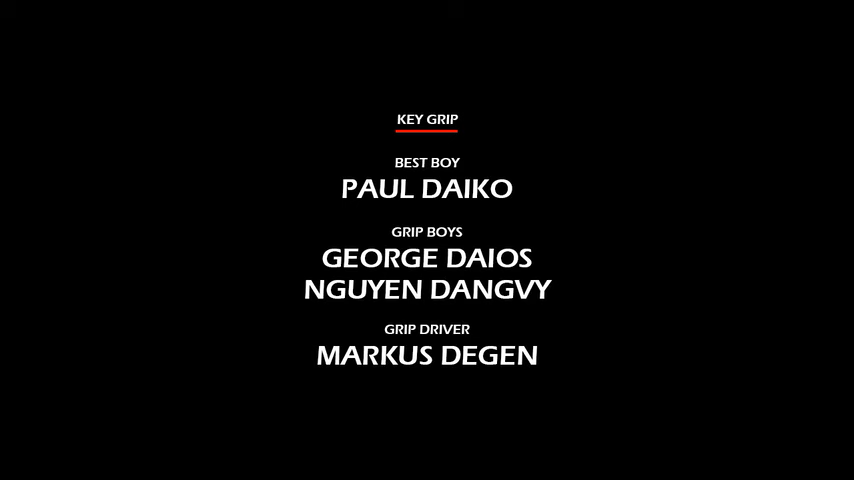 KEY GRIP
BEST BOY
PAUL DAIKO
GRIP BOYS
GEORGE DAIOS
NGUYEN DANGVY
GRIP DRIVER
MARKUS DEGEN